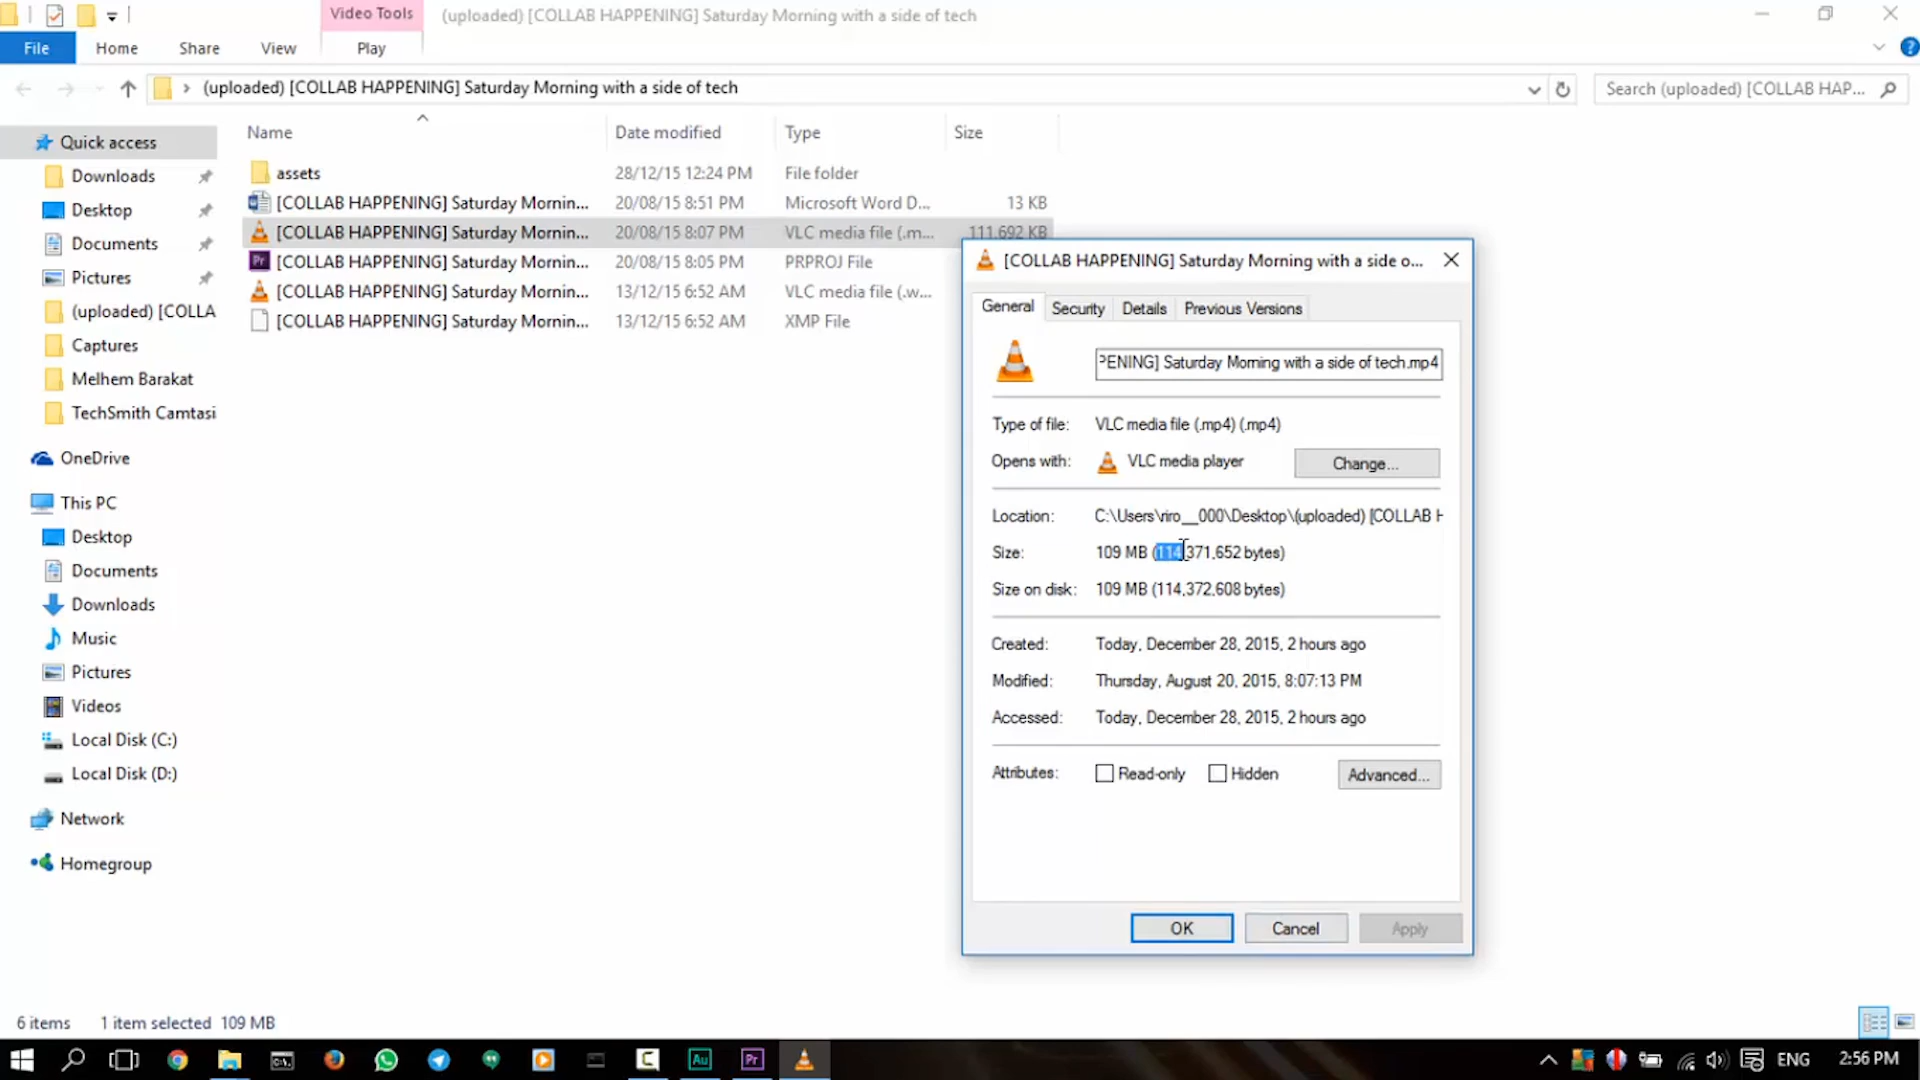 Video Tools
(uploaded) [COLLAB HAPPENING] Saturday Morning with a side of tech
File
Home
Share
View
Play
(uploaded) [COLLAB HAPPENING] Saturday Morning with a side of tech
Search (uploaded) [COLLAB HAP...
Quick access
Downloads
Desktop
Documents
Pictures
(uploaded) [COLLA
Captures
Melhem Barakat
TechSmith Camtasi
OneDrive
This PC
Desktop
Documents
Downloads
Music
Pictures
Videos
Local Disk (C:)
Local Disk (D:)
Network
Homegroup
Name Date modified Type Size
assets 28/12/15 12:24 PM File folder
[COLLAB HAPPENING] Saturday Mornin... 20/08/15 8:51 PM Microsoft Word D... 13 KB
[COLLAB HAPPENING] Saturday Mornin... 20/08/15 8:07 PM VLC media file (.m... 111,692 KB
[COLLAB HAPPENING] Saturday Mornin... 20/08/15 8:05 PM PRPROJ File
[COLLAB HAPPENING] Saturday Mornin... 13/12/15 6:52 AM VLC media file (.w...
[COLLAB HAPPENING] Saturday Mornin... 13/12/15 6:52 AM XMP File
[COLLAB HAPPENING] Saturday Morning with a side o...
General Security Details Previous Versions
PENING] Saturday Morning with a side of tech.mp4
Type of file: VLC media file (.mp4) (.mp4)
Opens with: VLC media player Change...
Location: C:\Users\riro__000\Desktop\(uploaded) [COLLAB H
Size: 109 MB (114,371,652 bytes)
Size on disk: 109 MB (114,372,608 bytes)
Created: Today, December 28, 2015, 2 hours ago
Modified: Thursday, August 20, 2015, 8:07:13 PM
Accessed: Today, December 28, 2015, 2 hours ago
Attributes: Read-only Hidden Advanced...
OK Cancel Apply
6 items 1 item selected 109 MB
Au Pr ENG 2:56 PM